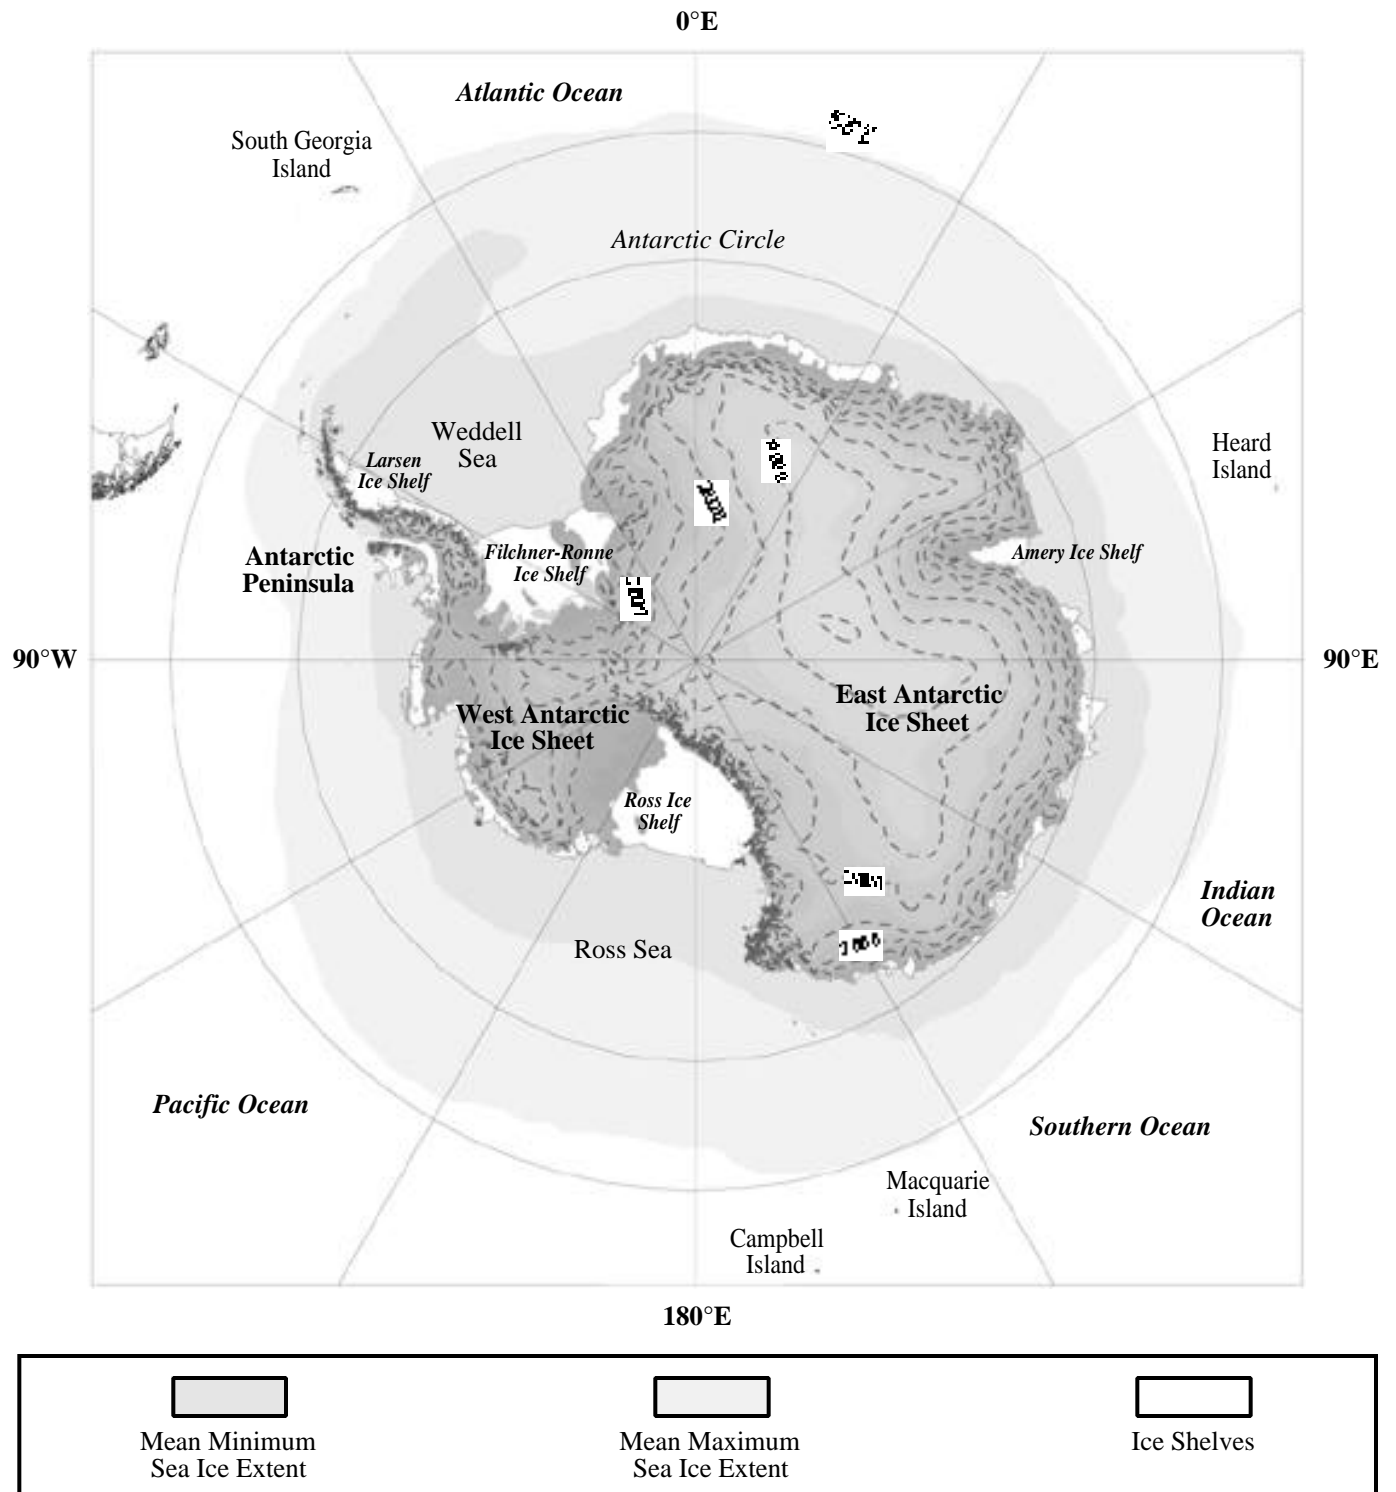 0°E
Atlantic Ocean
South Georgia
Island
Antarctic Circle
Weddell
Sea
Larsen
Ice Shelf
Heard
Island
Antarctic
Peninsula
Filchner-Ronne
Ice Shelf
Amery Ice Shelf
90°W
90°E
East Antarctic
Ice Sheet
West Antarctic
Ice Sheet
Ross Ice
Shelf
Indian
Ocean
Ross Sea
Pacific Ocean
Southern Ocean
Macquarie
Island
Campbell
Island
180°E
Mean Minimum
Sea Ice Extent
Mean Maximum
Sea Ice Extent
Ice Shelves